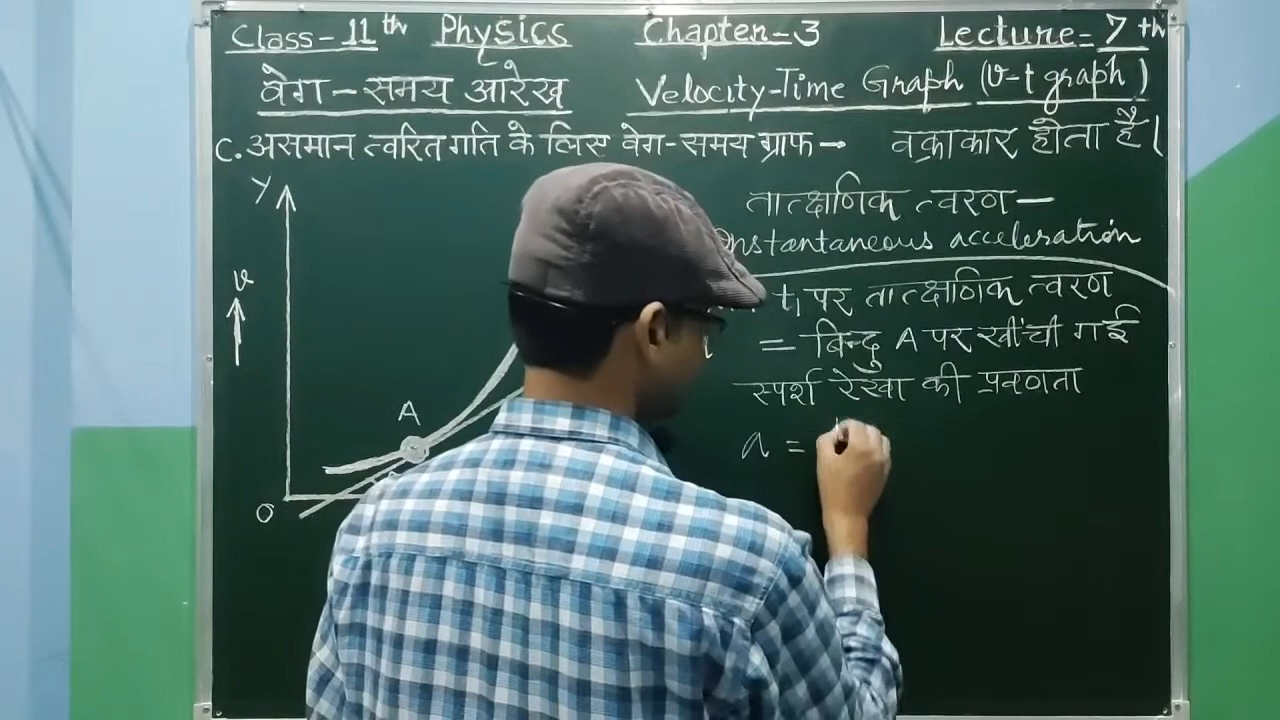 Class-11th Physics Chapter-3 Lecture-7th
वेग-समय आरेख Velocity-Time Graph (v-t graph)
C. असमान त्वरित गति के लिए वेग-समय ग्राफ→ वक्राकार होता है।
तात्क्षणिक त्वरण—
Instantaneous acceleration
t₁ पर तात्क्षणिक त्वरण
= बिन्दु A पर खींची गई
स्पर्श रेखा की प्रवणता
a =
Y
v
A
O